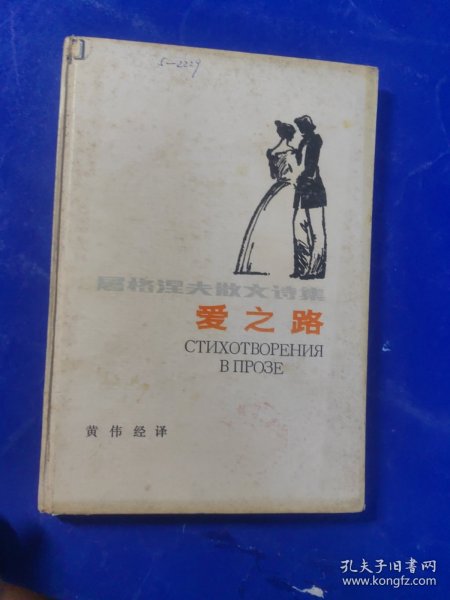 5-2229
屠格涅夫散文诗集
爱之路
СТИХОТВОРЕНИЯ
В ПРОЗЕ
黄伟经译
孔夫子旧书网
www.kongfz.com